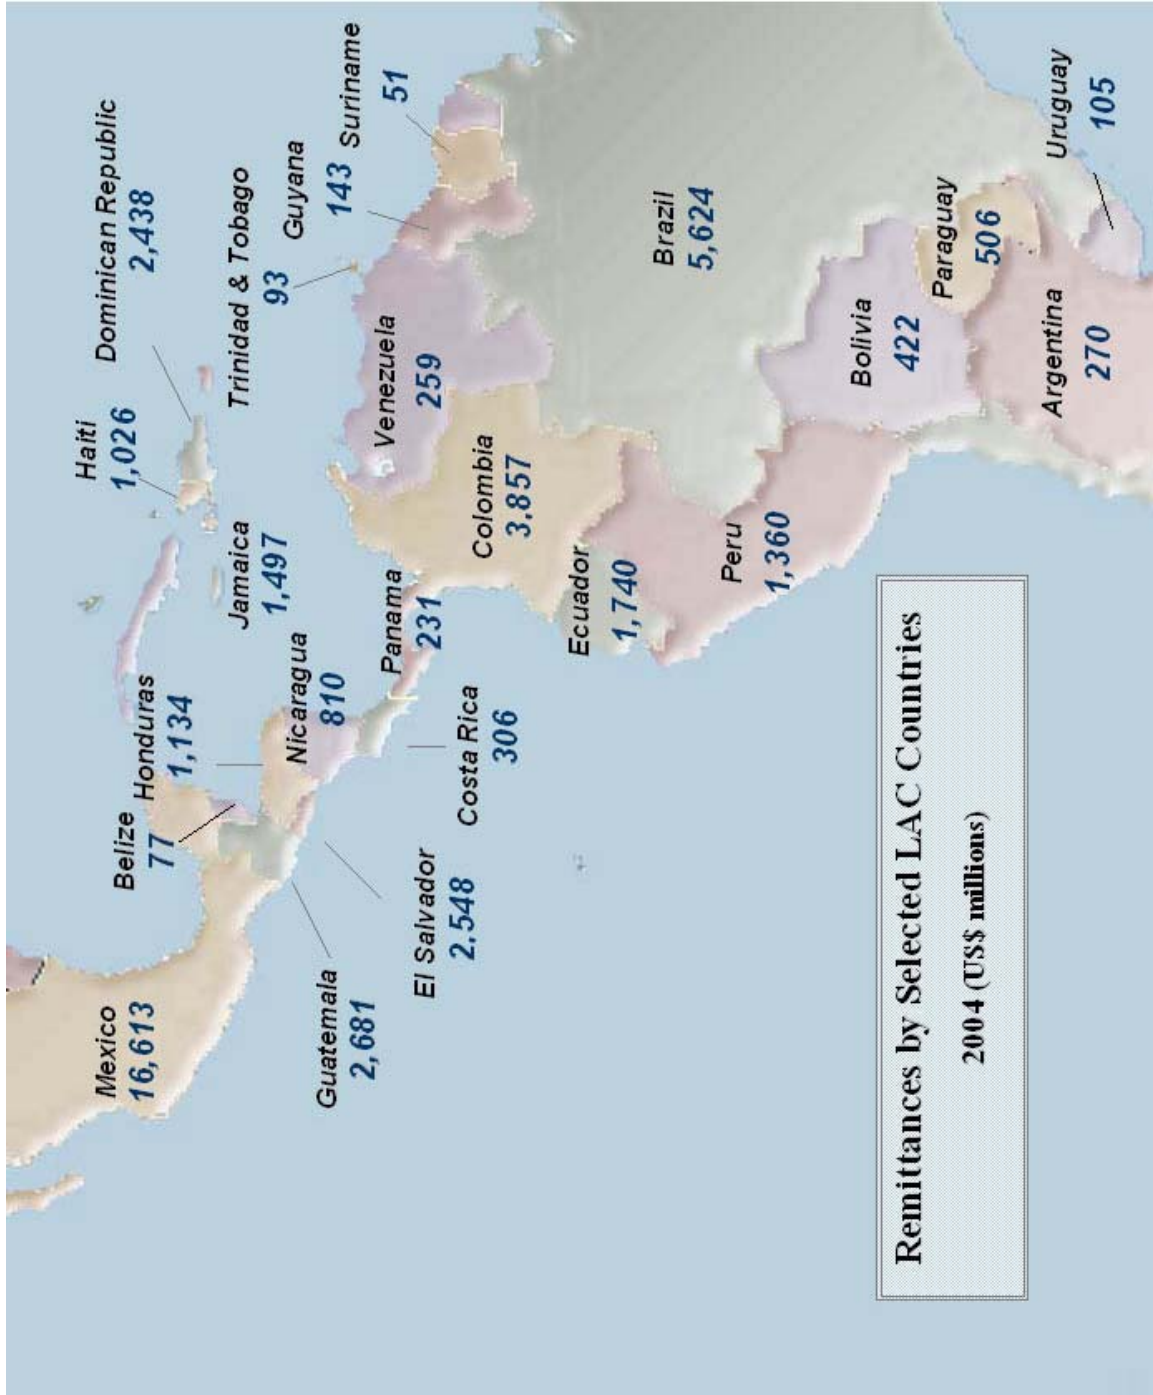 Mexico
16,613
Belize
77
Honduras
1,134
Haiti
1,026
Dominican Republic
2,438
Jamaica
1,497
Trinidad & Tobago
93
Guatemala
2,681
El Salvador
2.548
Nicaragua
810
Costa Rica
306
Panama
231
Venezuela
259
Guyana
143
Suriname
51
Colombia
3,857
Ecuador
1,740
Peru
1,360
Brazil
5,624
Bolivia
422
Paraguay
506
Argentina
270
Uruguay
105
Remittances by Selected LAC Countries
2004 (US$ millions)